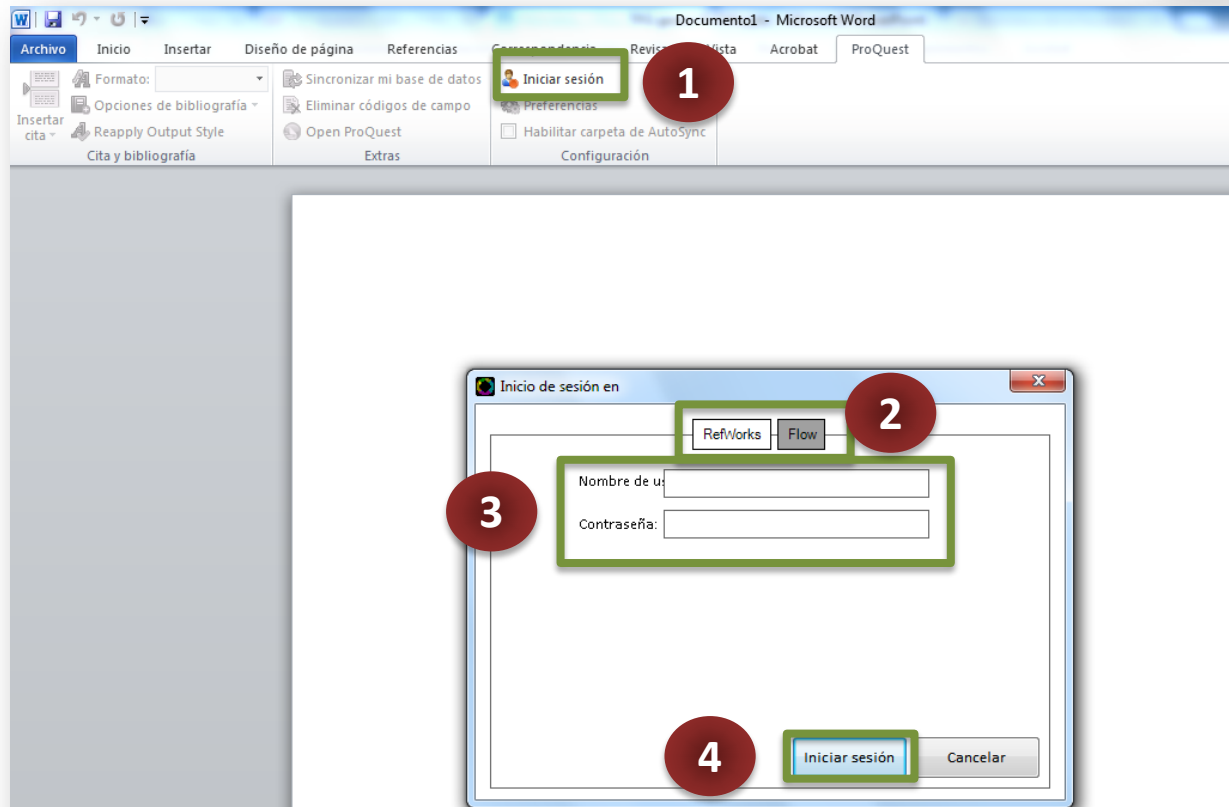 Documento1 - Microsoft Word
Archivo Inicio Insertar Diseño de página Referencias Correspondencia Vista Acrobat ProQuest
Formato: Sincronizar mi base de datos Iniciar sesión 1
Opciones de bibliografía Eliminar códigos de campo Preferencias
Insertar
cita Reapply Output Style Open ProQuest Habilitar carpeta de AutoSync
Cita y bibliografía Extras Configuración
Inicio de sesión en
RefWorks Flow 2
Nombre de us
3
Contraseña:
4 Iniciar sesión Cancelar